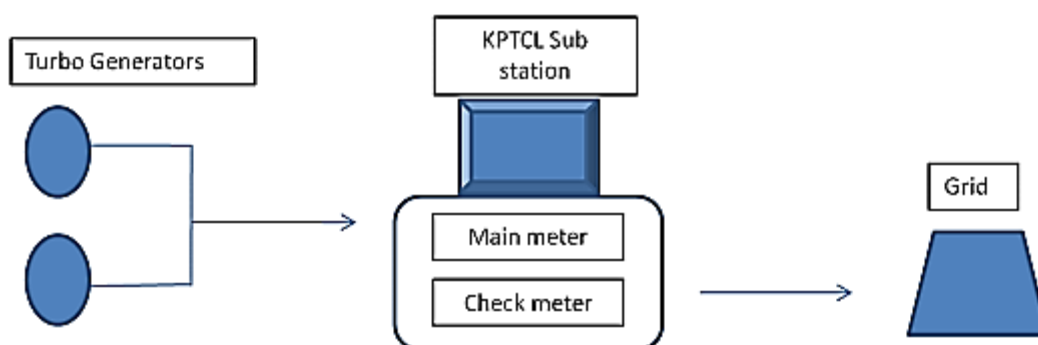 Turbo Generators
KPTCL Sub
station
Grid
Main meter
Check meter